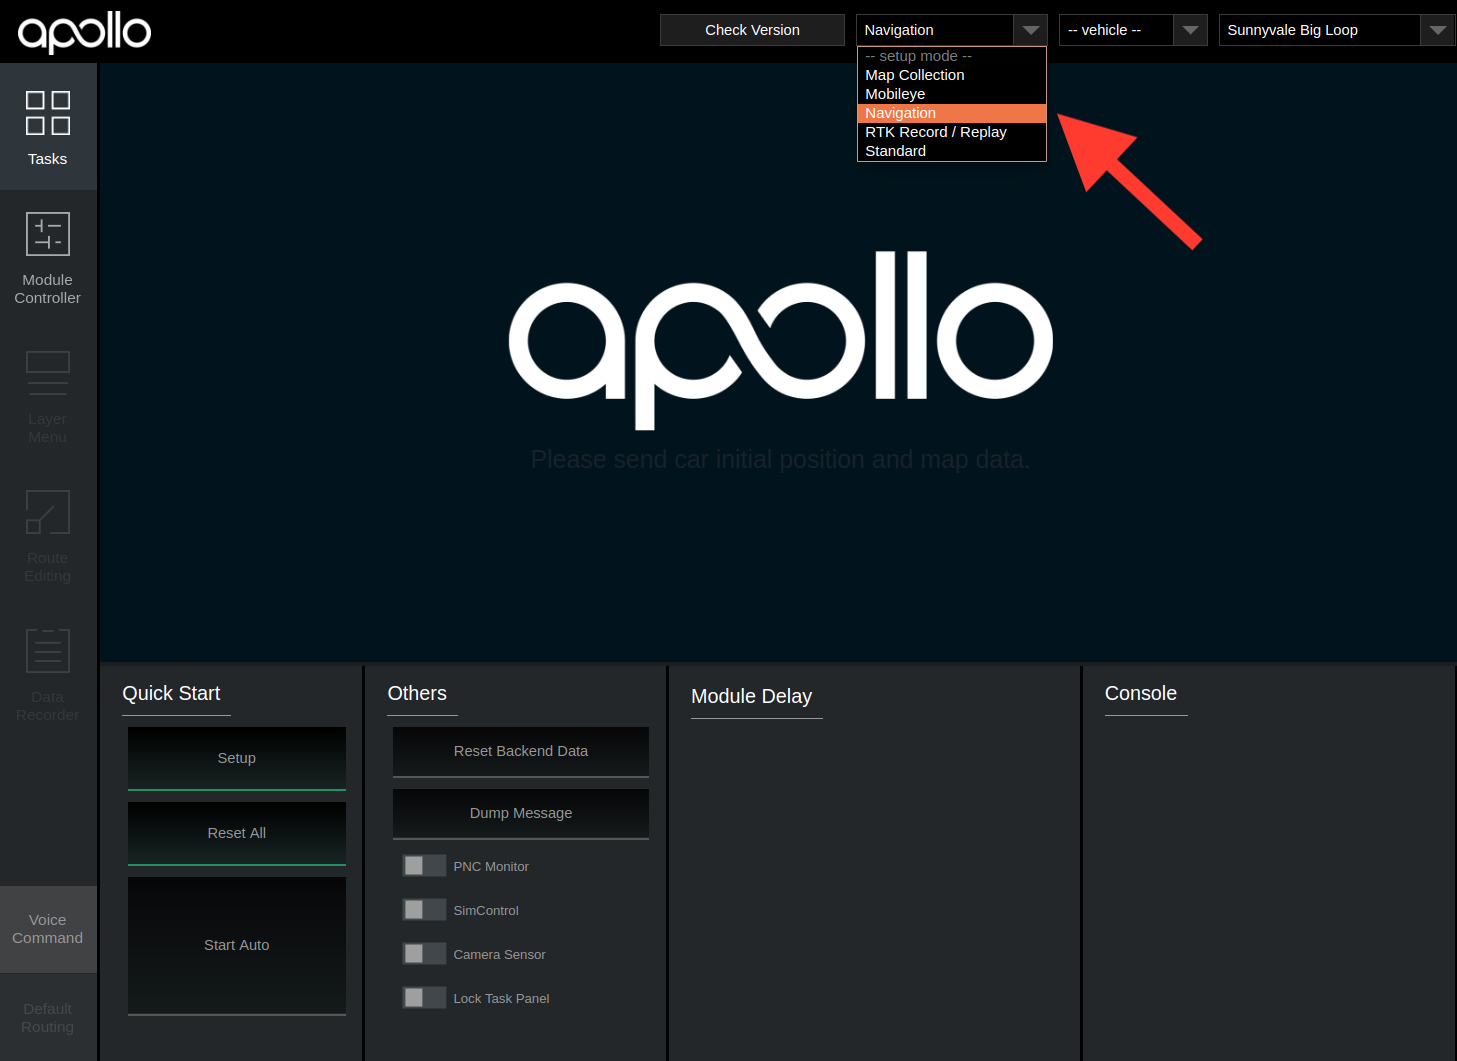 apollo
Check Version
Navigation
-- vehicle --
Sunnyvale Big Loop
-- setup mode --
Map Collection
Mobileye
Navigation
RTK Record / Replay
Standard
Tasks
Module
Controller
Layer
Menu
Route
Editing
Data
Recorder
Voice
Command
Default
Routing
apollo
Please send car initial position and map data.
Quick Start
Setup
Reset All
Start Auto
Others
Reset Backend Data
Dump Message
PNC Monitor
SimControl
Camera Sensor
Lock Task Panel
Module Delay
Console